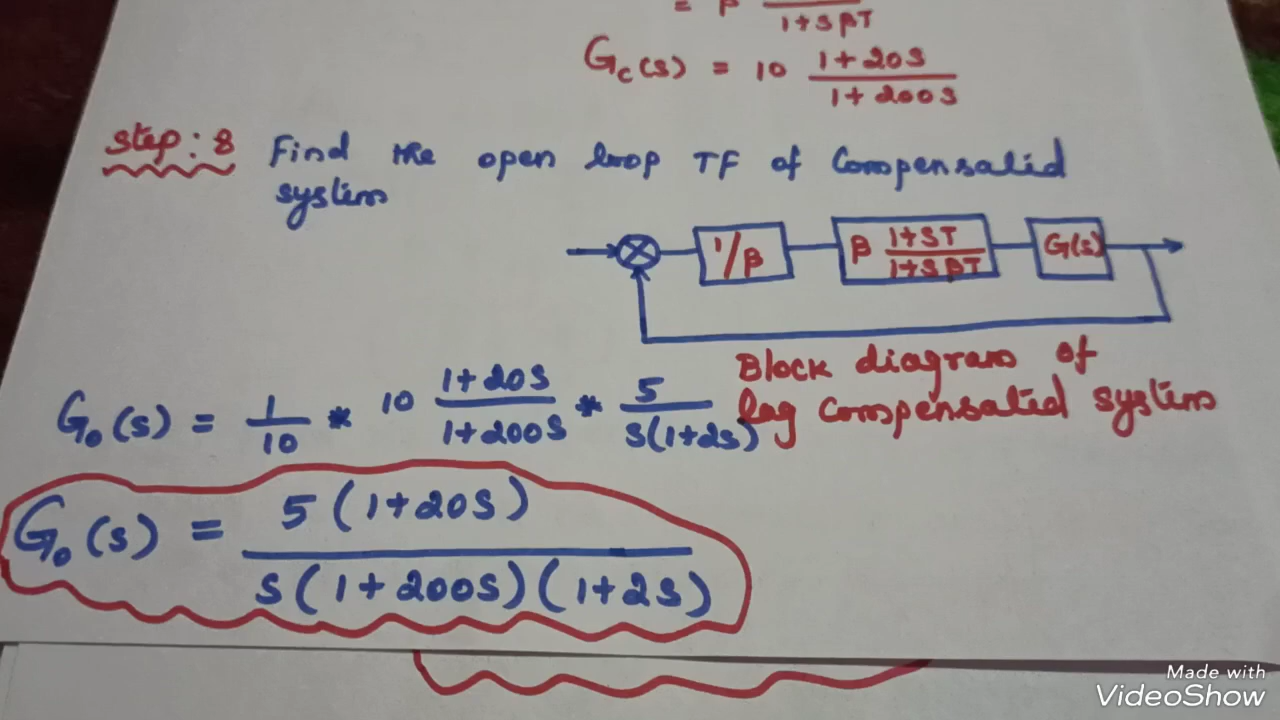 = β
1+SβT
Gc(s) = 10 1+20S
1+200S
Step: 8 Find the open loop TF of Compensated
system
1/β β 1+ST G(s)
1+SβT
Block diagram of
lag compensated system
G0(s) = 1/10 * 10 1+20S/1+200S * 5/S(1+2s)
G0(s) = 5(1+20S)
S(1+200S)(1+2S)
Made with
VideoShow